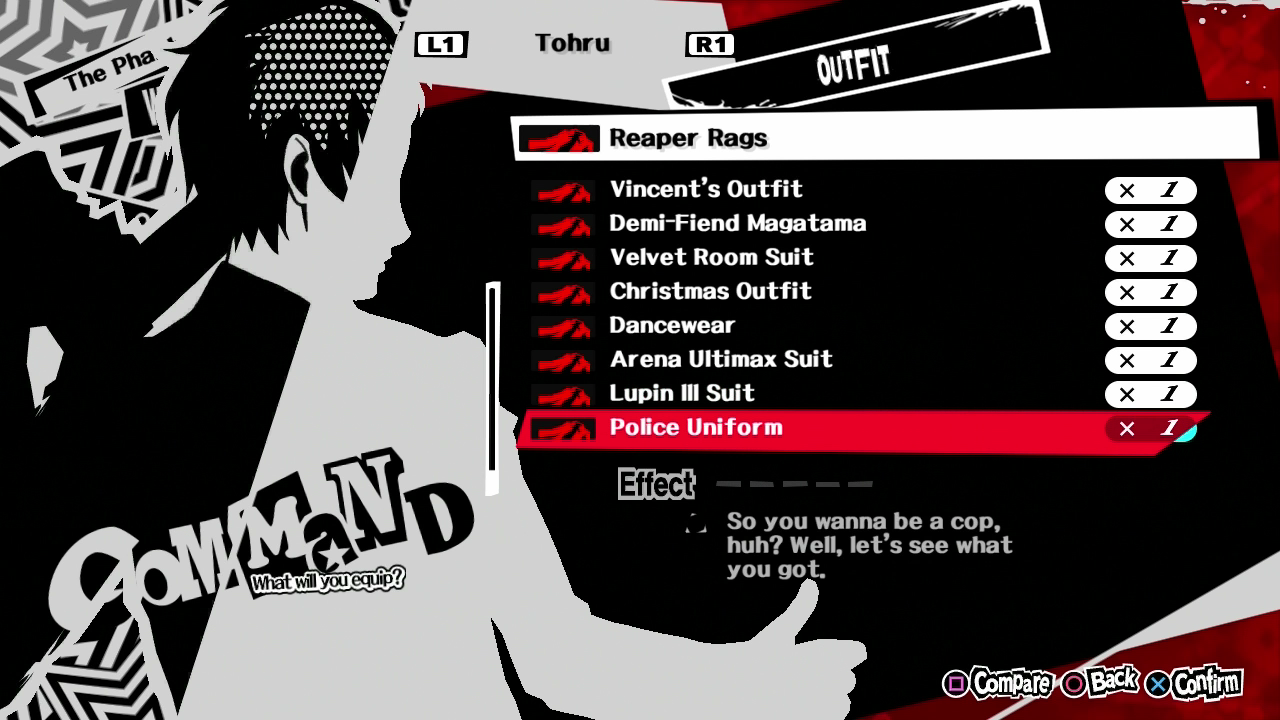 The Pha
L1 Tohru R1
OUTFIT
Reaper Rags
Vincent's Outfit × 1
Demi-Fiend Magatama × 1
Velvet Room Suit × 1
Christmas Outfit × 1
Dancewear × 1
Arena Ultimax Suit × 1
Lupin III Suit × 1
Police Uniform × 1
Effect
So you wanna be a cop,
huh? Well, let's see what
you got.
COMMAND
What will you equip?
Compare Back Confirm